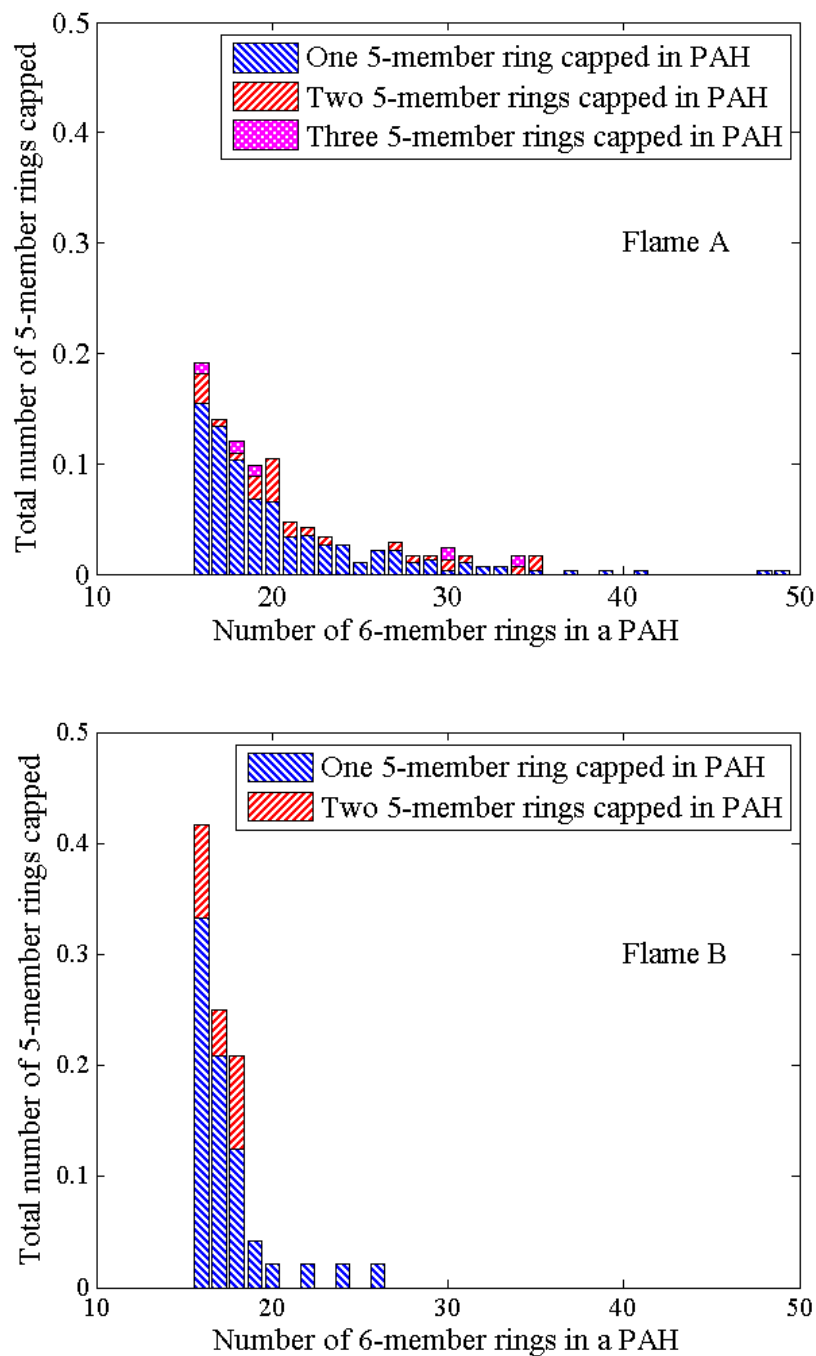 0.5
One 5-member ring capped in PAH
Two 5-member rings capped in PAH
Three 5-member rings capped in PAH
0.4
0.3
Flame A
0.2
0.1
0
Total number of 5-member rings capped
10 20 30 40 50
Number of 6-member rings in a PAH
0.5
One 5-member ring capped in PAH
Two 5-member rings capped in PAH
0.4
0.3
Flame B
0.2
0.1
0
Total number of 5-member rings capped
10 20 30 40 50
Number of 6-member rings in a PAH